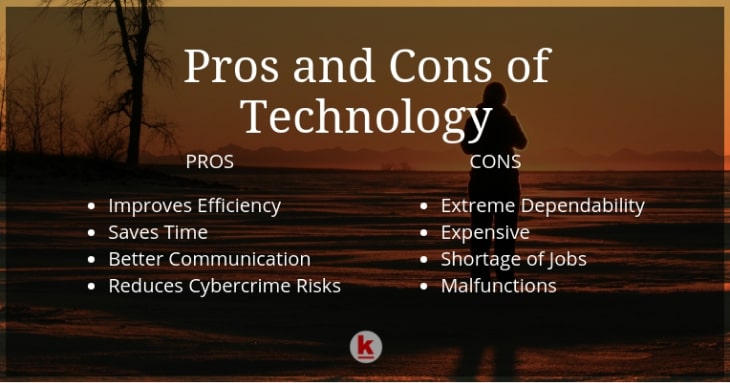 Pros and Cons of
Technology
PROS
• Improves Efficiency
• Saves Time
• Better Communication
• Reduces Cybercrime Risks
CONS
• Extreme Dependability
• Expensive
• Shortage of Jobs
• Malfunctions
k